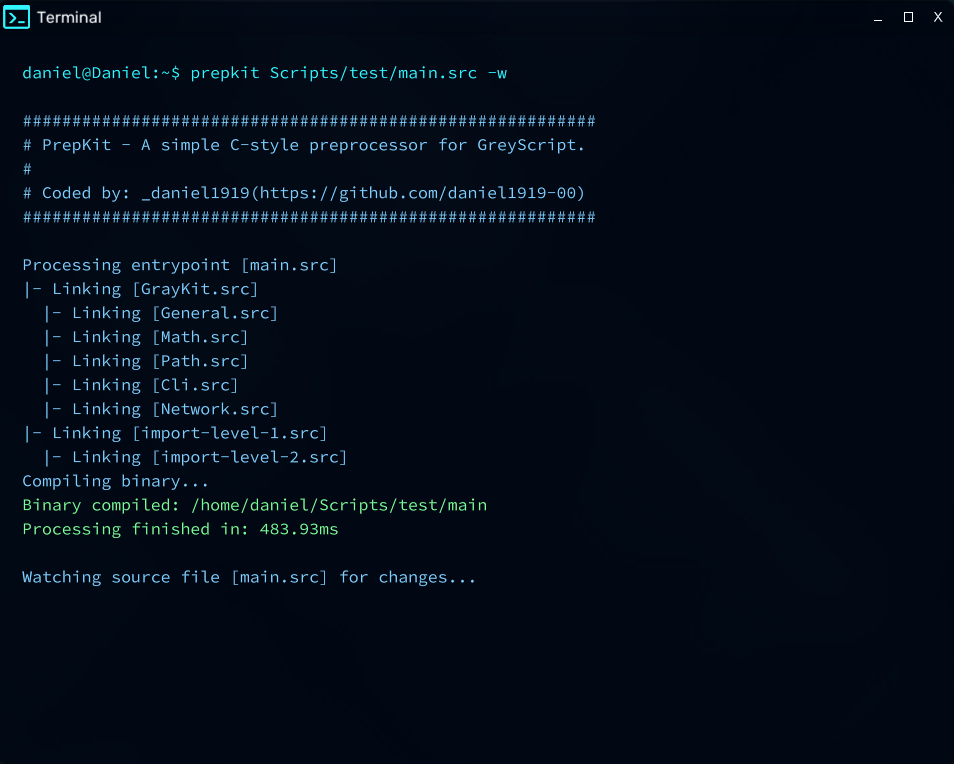 Terminal
_ □ X
daniel@Daniel:~$ prepkit Scripts/test/main.src -w
##########################################################
# PrepKit - A simple C-style preprocessor for GreyScript.
#
# Coded by: _daniel1919(https://github.com/daniel1919-00)
##########################################################
Processing entrypoint [main.src]
|- Linking [GrayKit.src]
  |- Linking [General.src]
  |- Linking [Math.src]
  |- Linking [Path.src]
  |- Linking [Cli.src]
  |- Linking [Network.src]
|- Linking [import-level-1.src]
  |- Linking [import-level-2.src]
Compiling binary...
Binary compiled: /home/daniel/Scripts/test/main
Processing finished in: 483.93ms
Watching source file [main.src] for changes...